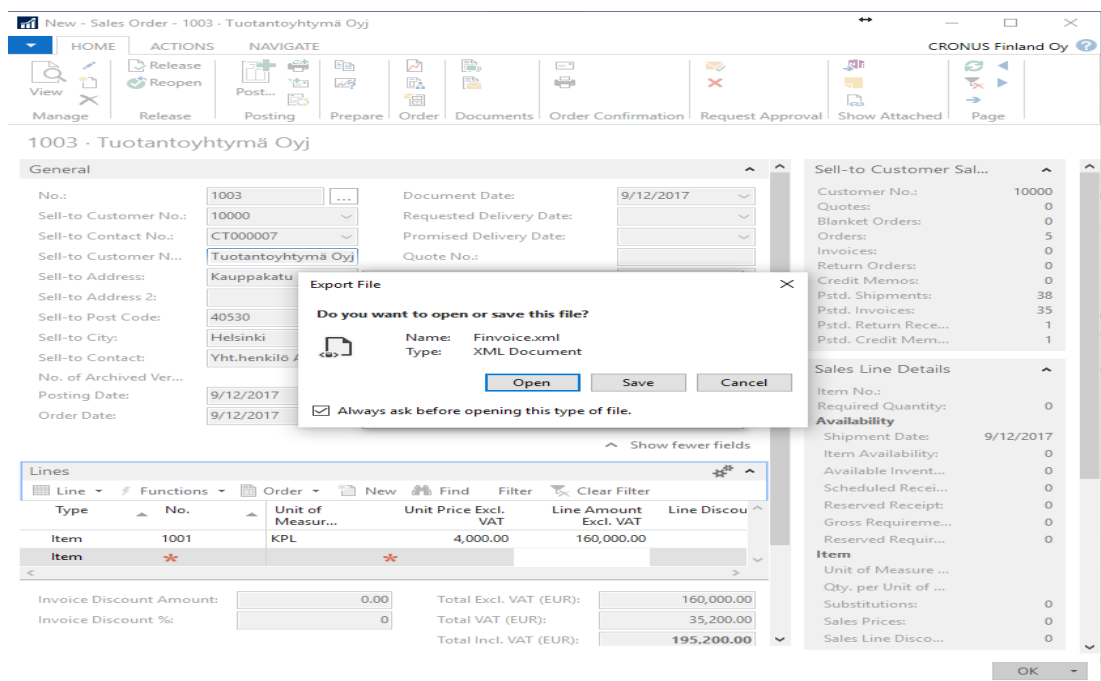 New - Sales Order - 1003 · Tuotantoyhtymä Oyj
HOME ACTIONS NAVIGATE
CRONUS Finland Oy
View
Manage
Release
Reopen
Release
Post...
Posting
Prepare
Order
Documents
Order Confirmation
Request Approval
Show Attached
Page
1003 · Tuotantoyhtymä Oyj
General
No.: 1003 ...
Sell-to Customer No.: 10000
Sell-to Contact No.: CT000007
Sell-to Customer N... Tuotantoyhtymä Oyj
Sell-to Address: Kauppakatu
Sell-to Address 2:
Sell-to Post Code: 40530
Sell-to City: Helsinki
Sell-to Contact: Yht.henkilö
No. of Archived Ver...
Posting Date: 9/12/2017
Order Date: 9/12/2017
Document Date: 9/12/2017
Requested Delivery Date:
Promised Delivery Date:
Quote No.:
Show fewer fields
Export File
Do you want to open or save this file?
Name: Finvoice.xml
Type: XML Document
Open Save Cancel
Always ask before opening this type of file.
Lines
Line Functions Order New Find Filter Clear Filter
Type No. Unit of Measur... Unit Price Excl. VAT Line Amount Excl. VAT Line Discou
Item 1001 KPL 4,000.00 160,000.00
Item
Invoice Discount Amount: 0.00
Invoice Discount %: 0
Total Excl. VAT (EUR): 160,000.00
Total VAT (EUR): 35,200.00
Total Incl. VAT (EUR): 195,200.00
Sell-to Customer Sal...
Customer No.: 10000
Quotes: 0
Blanket Orders: 0
Orders: 5
Invoices: 0
Return Orders: 0
Credit Memos: 0
Pstd. Shipments: 38
Pstd. Invoices: 35
Pstd. Return Rece... 1
Pstd. Credit Mem... 1
Sales Line Details
Item No.:
Required Quantity: 0
Availability
Shipment Date: 9/12/2017
Item Availability: 0
Available Invent... 0
Scheduled Recei... 0
Reserved Receipt: 0
Gross Requireme... 0
Reserved Requir... 0
Item
Unit of Measure ...
Qty. per Unit of ...
Substitutions: 0
Sales Prices: 0
Sales Line Disco... 0
OK